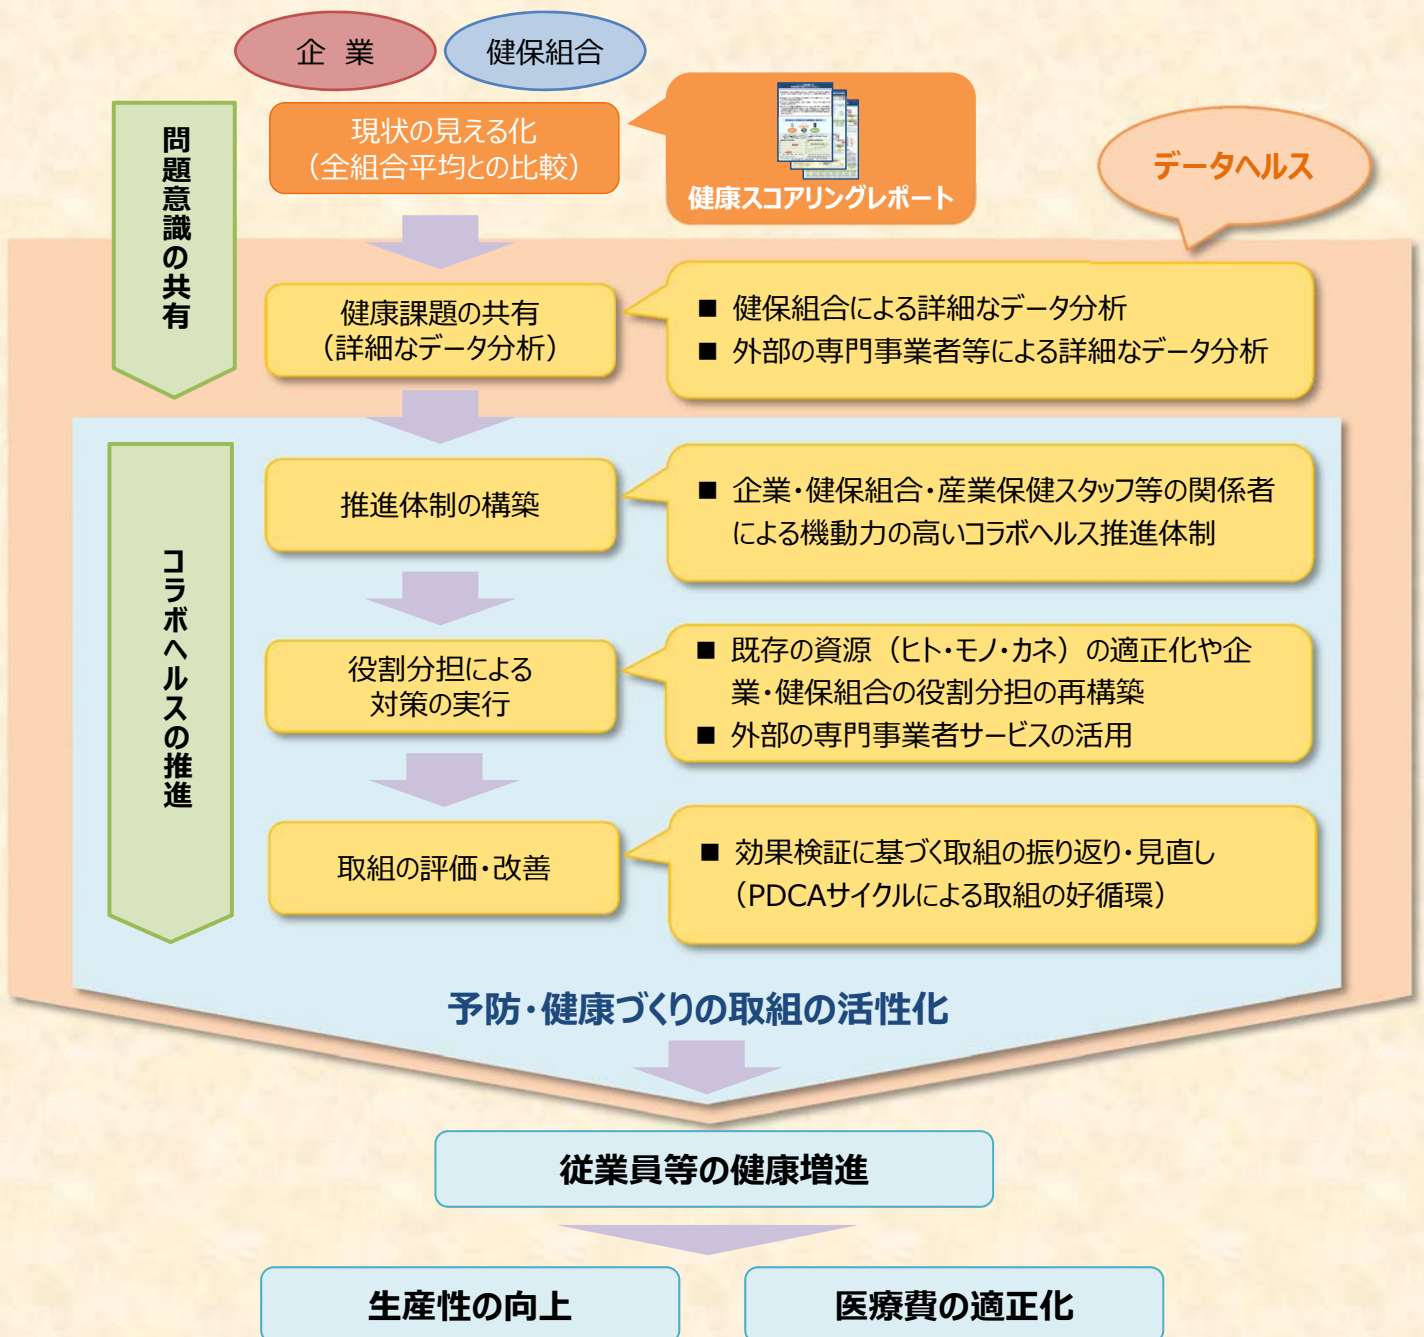 企 業
健保組合
問題意識の共有
現状の見える化
（全組合平均との比較）
健康スコアリングレポート
データヘルス
健康課題の共有
（詳細なデータ分析）
■ 健保組合による詳細なデータ分析
■ 外部の専門事業者等による詳細なデータ分析
コラボヘルスの推進
推進体制の構築
■ 企業・健保組合・産業保健スタッフ等の関係者
による機動力の高いコラボヘルス推進体制
役割分担による
対策の実行
■ 既存の資源（ヒト・モノ・カネ）の適正化や企
業・健保組合の役割分担の再構築
■ 外部の専門事業者サービスの活用
取組の評価・改善
■ 効果検証に基づく取組の振り返り・見直し
（PDCAサイクルによる取組の好循環）
予防・健康づくりの取組の活性化
従業員等の健康増進
生産性の向上
医療費の適正化